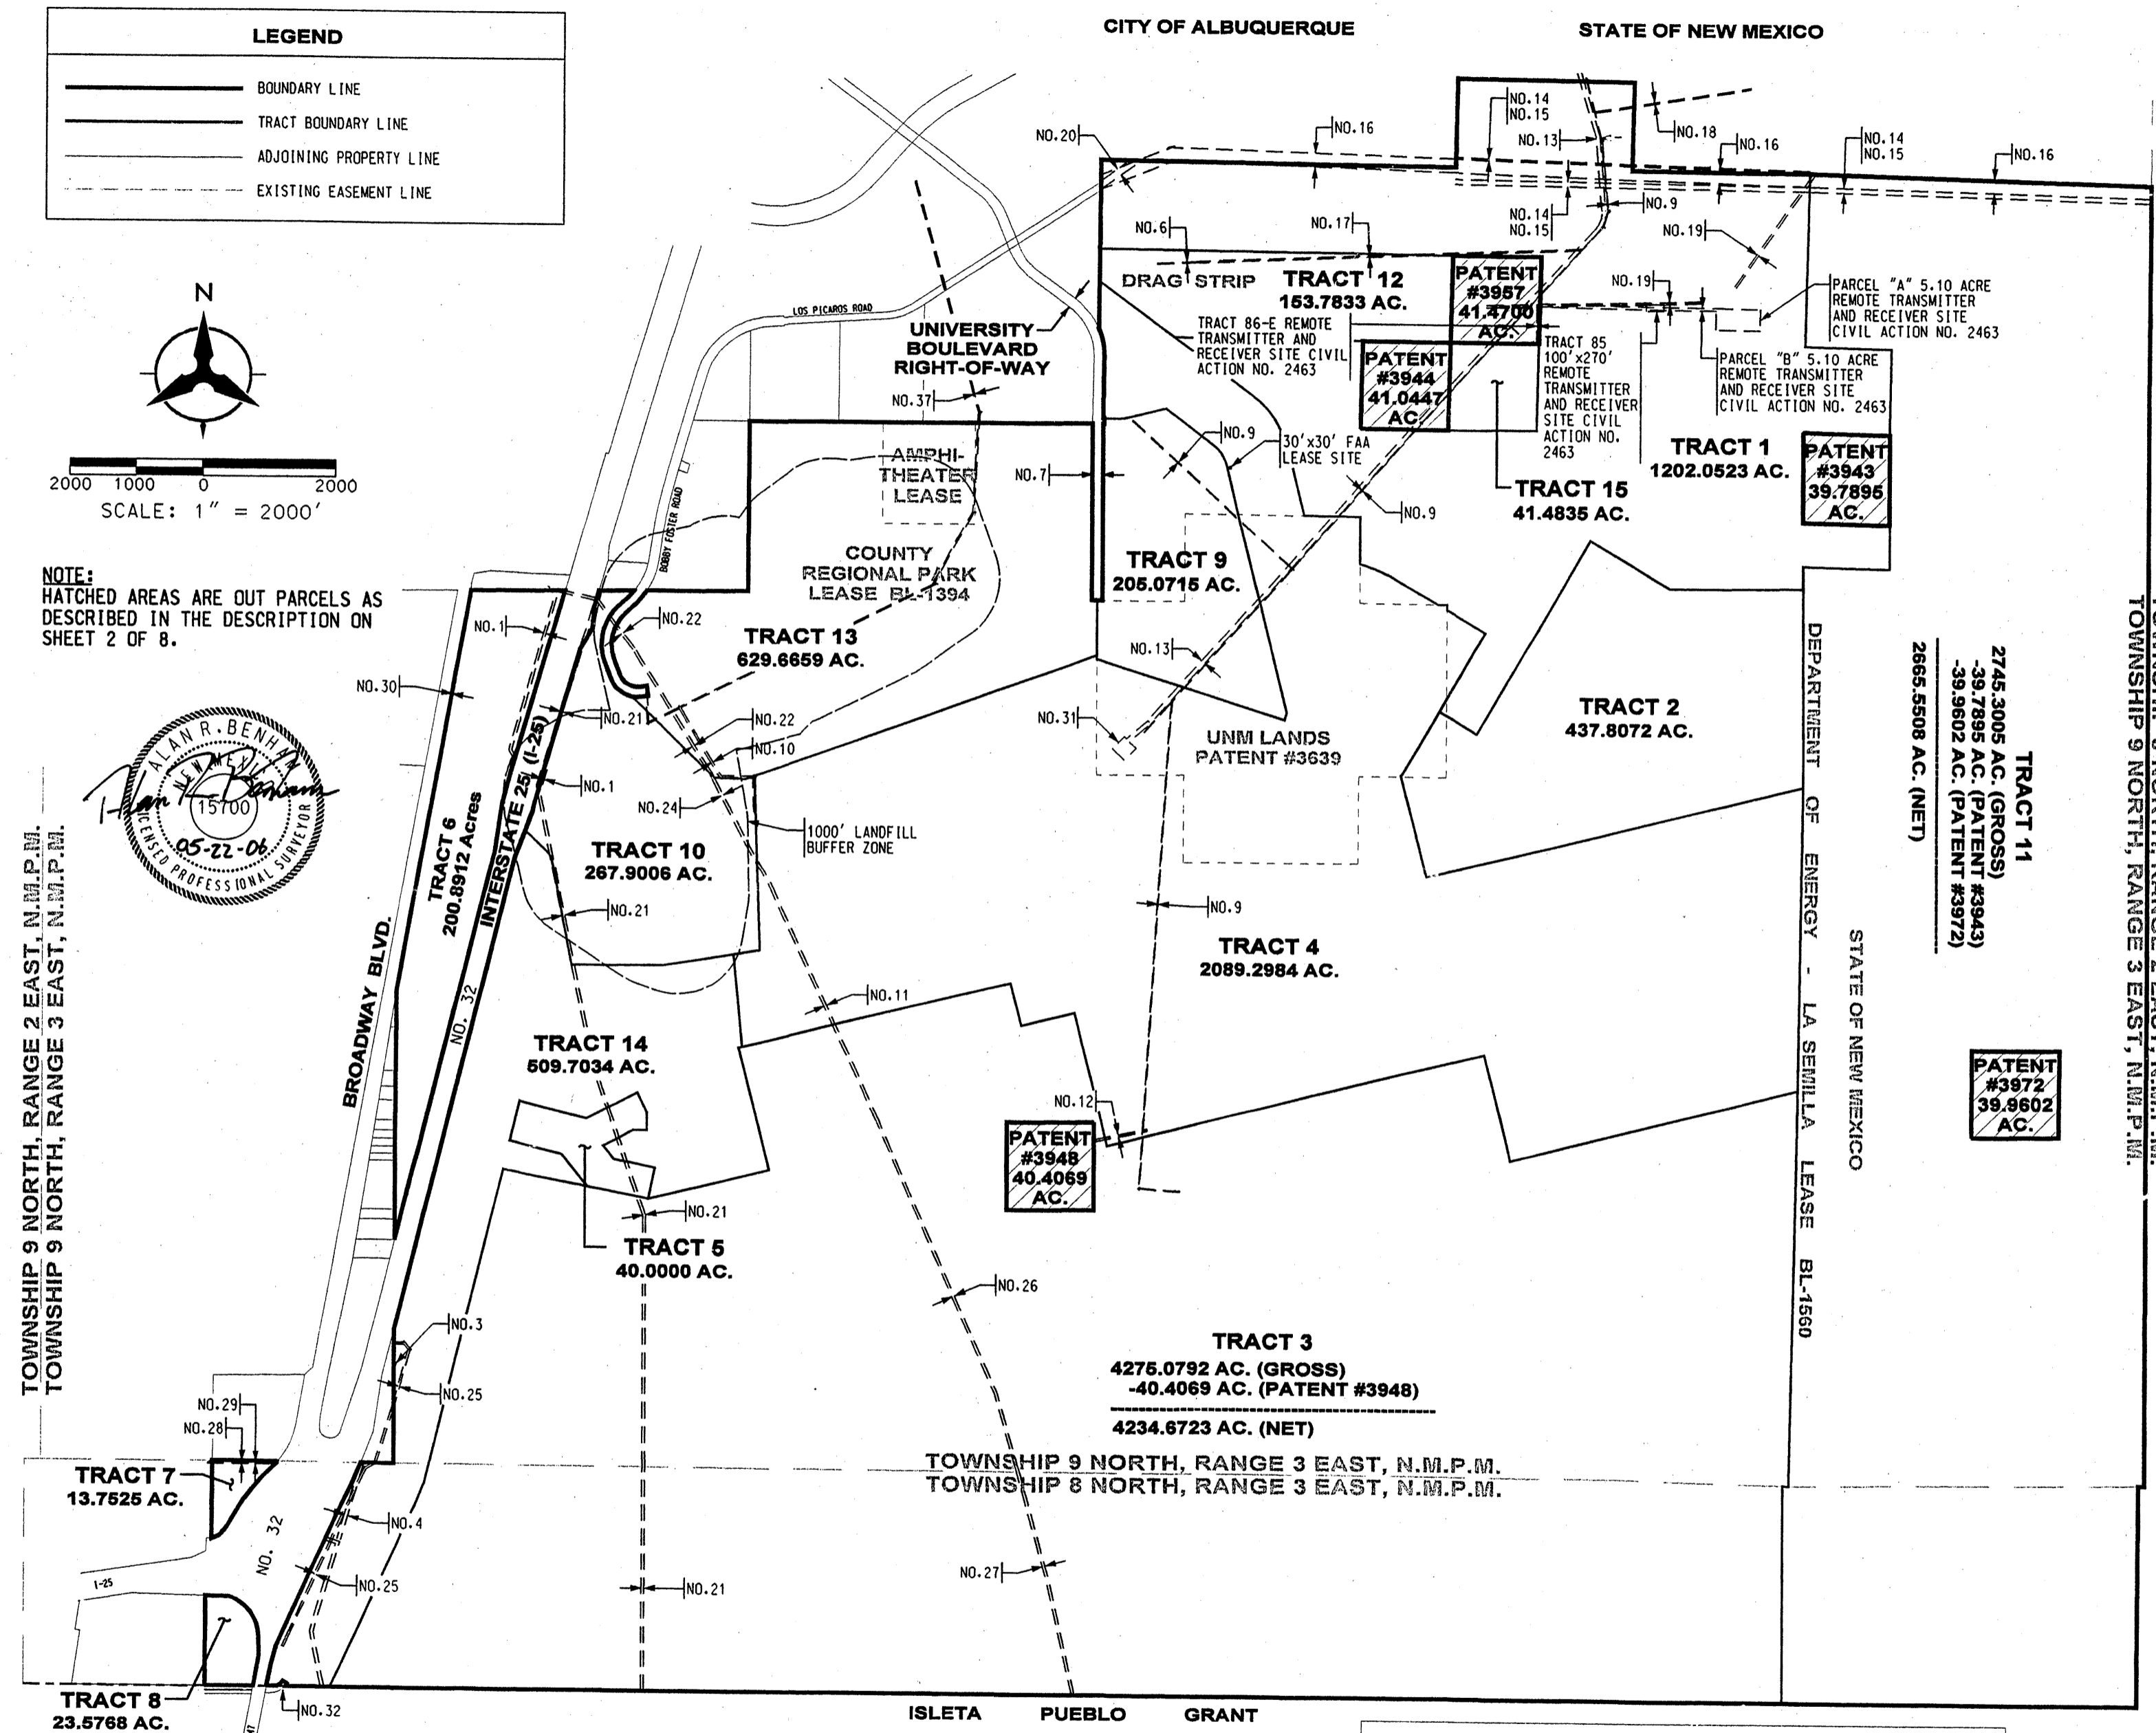 CITY OF ALBUQUERQUE
STATE OF NEW MEXICO
LEGEND
BOUNDARY LINE
TRACT BOUNDARY LINE
ADJOINING PROPERTY LINE
EXISTING EASEMENT LINE
N
2000 1000 0 2000
SCALE: 1" = 2000'
NOTE:
HATCHED AREAS ARE OUT PARCELS AS
DESCRIBED IN THE DESCRIPTION ON
SHEET 2 OF 8.
ALAN R. BENHAM
NEW MEXICO
15700
05-22-06
LICENSED PROFESSIONAL SURVEYOR
TOWNSHIP 9 NORTH, RANGE 2 EAST, N.M.P.M.
TOWNSHIP 9 NORTH, RANGE 3 EAST, N.M.P.M.
NO.20
NO.16
NO.14
NO.15
NO.13
NO.18
NO.16
NO.14
NO.15
NO.16
NO.6
NO.17
NO.14
NO.15
NO.9
NO.19
DRAG STRIP
TRACT 12
153.7833 AC.
PATENT
#3957
41.4700
AC.
NO.19
PARCEL "A" 5.10 ACRE
REMOTE TRANSMITTER
AND RECEIVER SITE
CIVIL ACTION NO. 2463
LOS PICAROS ROAD
UNIVERSITY
BOULEVARD
RIGHT-OF-WAY
TRACT 86-E REMOTE
TRANSMITTER AND
RECEIVER SITE CIVIL
ACTION NO. 2463
PATENT
#3944
41.0447
AC.
TRACT 85
100'x270'
REMOTE
TRANSMITTER
AND RECEIVER
SITE CIVIL
ACTION NO.
2463
PARCEL "B" 5.10 ACRE
REMOTE TRANSMITTER
AND RECEIVER SITE
CIVIL ACTION NO. 2463
NO.37
AMPHI-
THEATER
LEASE
NO.7
NO.9
30'x30' FAA
LEASE SITE
TRACT 1
1202.0523 AC.
PATENT
#3943
39.7895
AC.
TRACT 15
41.4835 AC.
NO.9
BOBBY FOSTER ROAD
COUNTY
REGIONAL PARK
LEASE BL-1394
TRACT 9
205.0715 AC.
NO.1
NO.22
TRACT 13
629.6659 AC.
NO.13
NO.30
NO.21
NO.22
NO.10
NO.31
UNM LANDS
PATENT #3639
TRACT 2
437.8072 AC.
NO.1
NO.24
1000' LANDFILL
BUFFER ZONE
TRACT 6
200.8912 Acres
INTERSTATE 25 (I-25)
TRACT 10
267.9006 AC.
NO.21
NO.9
TRACT 4
2089.2984 AC.
BROADWAY BLVD.
NO. 32
NO.11
TRACT 14
509.7034 AC.
NO.12
PATENT
#3948
40.4069
AC.
NO.21
TRACT 5
40.0000 AC.
NO.26
DEPARTMENT OF ENERGY - LA SEMILLA LEASE BL-1560
STATE OF NEW MEXICO
TRACT 11
2745.3005 AC. (GROSS)
-39.7895 AC. (PATENT #3943)
-39.9602 AC. (PATENT #3972)
2665.5508 AC. (NET)
PATENT
#3972
39.9602
AC.
TOWNSHIP 9 NORTH, RANGE 3 EAST, N.M.P.M.
NO.3
NO.25
TRACT 3
4275.0792 AC. (GROSS)
-40.4069 AC. (PATENT #3948)
4234.6723 AC. (NET)
TOWNSHIP 9 NORTH, RANGE 3 EAST, N.M.P.M.
TOWNSHIP 8 NORTH, RANGE 3 EAST, N.M.P.M.
NO.29
NO.28
TRACT 7
13.7525 AC.
NO. 32
NO.4
NO.25
NO.21
NO.27
I-25
TRACT 8
23.5768 AC.
NO.32
ISLETA PUEBLO GRANT